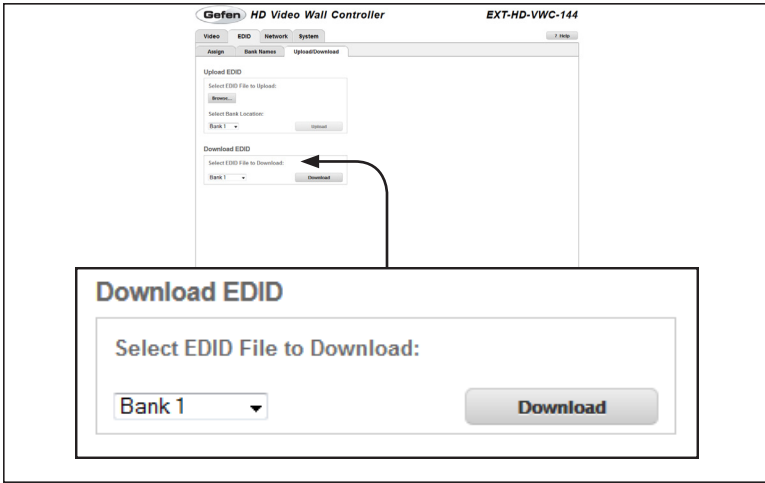 Gefen HD Video Wall Controller EXT-HD-VWC-144
Video EDID Network System ? Help
Assign Bank Names Upload/Download
Upload EDID
Select EDID File to Upload:
Browse...
Select Bank Location:
Bank 1 Upload
Download EDID
Select EDID File to Download:
Bank 1 Download
Download EDID
Select EDID File to Download:
Bank 1 Download